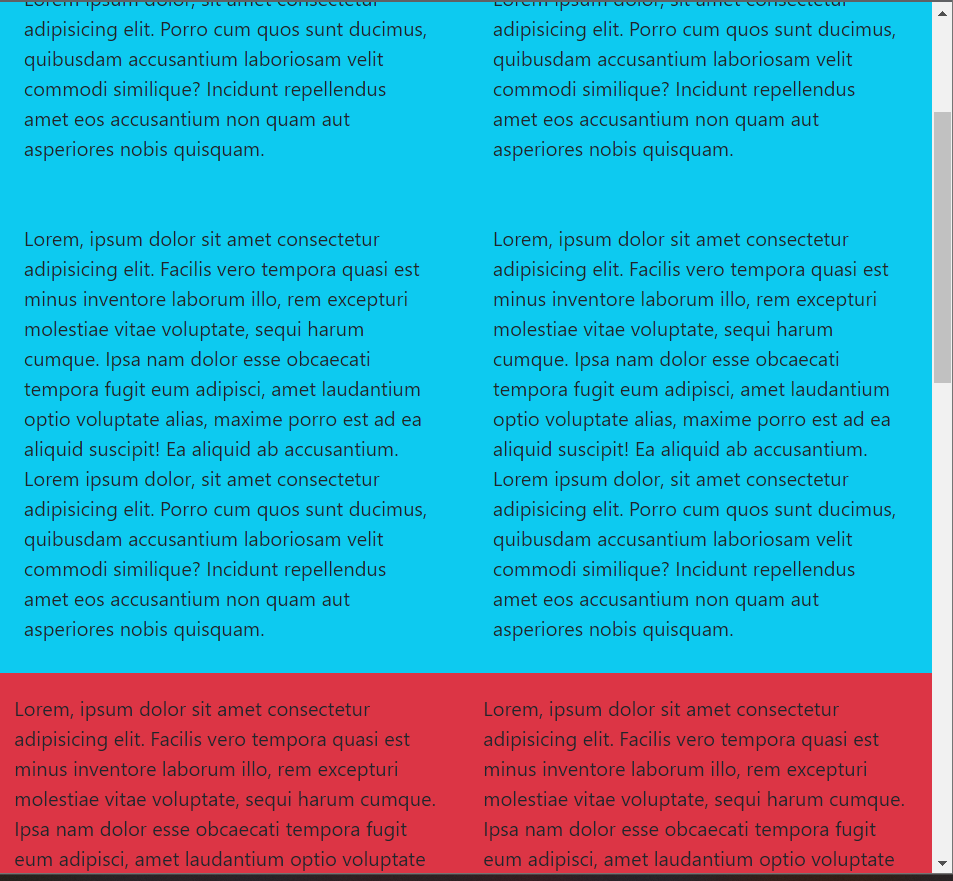 Lorem ipsum dolor, sit amet consectetur
adipisicing elit. Porro cum quos sunt ducimus,
quibusdam accusantium laboriosam velit
commodi similique? Incidunt repellendus
amet eos accusantium non quam aut
asperiores nobis quisquam.
Lorem, ipsum dolor sit amet consectetur
adipisicing elit. Facilis vero tempora quasi est
minus inventore laborum illo, rem excepturi
molestiae vitae voluptate, sequi harum
cumque. Ipsa nam dolor esse obcaecati
tempora fugit eum adipisci, amet laudantium
optio voluptate alias, maxime porro est ad ea
aliquid suscipit! Ea aliquid ab accusantium.
Lorem ipsum dolor, sit amet consectetur
adipisicing elit. Porro cum quos sunt ducimus,
quibusdam accusantium laboriosam velit
commodi similique? Incidunt repellendus
amet eos accusantium non quam aut
asperiores nobis quisquam.
Lorem ipsum dolor, sit amet consectetur
adipisicing elit. Porro cum quos sunt ducimus,
quibusdam accusantium laboriosam velit
commodi similique? Incidunt repellendus
amet eos accusantium non quam aut
asperiores nobis quisquam.
Lorem, ipsum dolor sit amet consectetur
adipisicing elit. Facilis vero tempora quasi est
minus inventore laborum illo, rem excepturi
molestiae vitae voluptate, sequi harum
cumque. Ipsa nam dolor esse obcaecati
tempora fugit eum adipisci, amet laudantium
optio voluptate alias, maxime porro est ad ea
aliquid suscipit! Ea aliquid ab accusantium.
Lorem ipsum dolor, sit amet consectetur
adipisicing elit. Porro cum quos sunt ducimus,
quibusdam accusantium laboriosam velit
commodi similique? Incidunt repellendus
amet eos accusantium non quam aut
asperiores nobis quisquam.
Lorem, ipsum dolor sit amet consectetur
adipisicing elit. Facilis vero tempora quasi est
minus inventore laborum illo, rem excepturi
molestiae vitae voluptate, sequi harum cumque.
Ipsa nam dolor esse obcaecati tempora fugit
eum adipisci, amet laudantium optio voluptate
Lorem, ipsum dolor sit amet consectetur
adipisicing elit. Facilis vero tempora quasi est
minus inventore laborum illo, rem excepturi
molestiae vitae voluptate, sequi harum cumque.
Ipsa nam dolor esse obcaecati tempora fugit
eum adipisci, amet laudantium optio voluptate